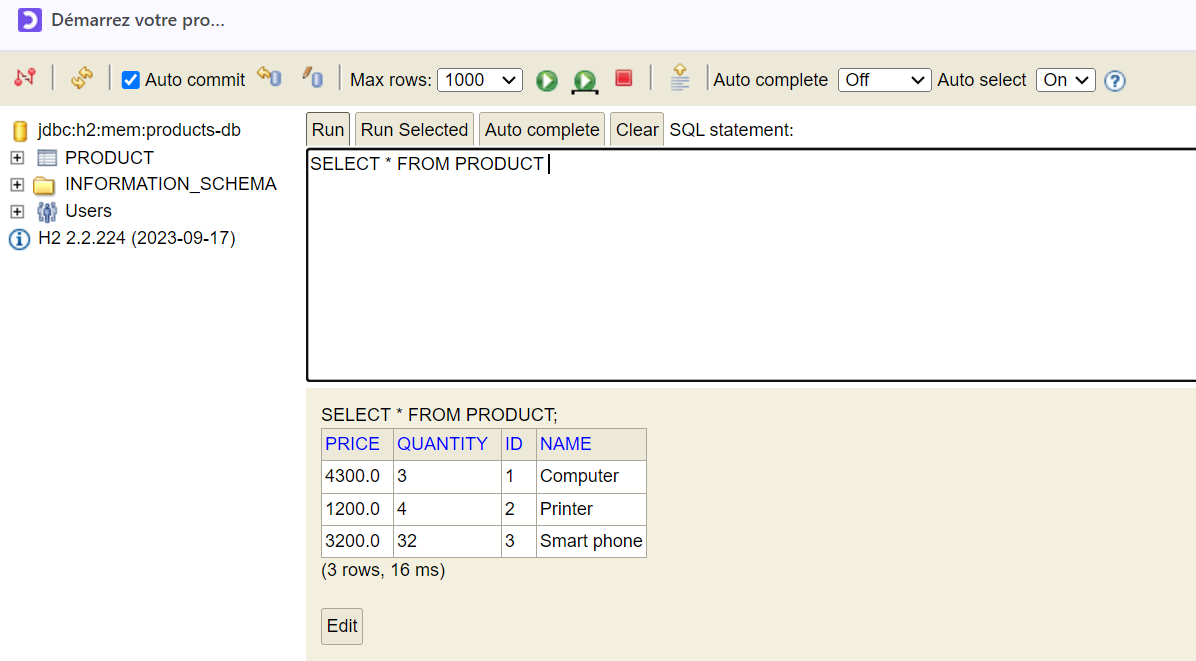 Démarrez votre pro...
Auto commit Max rows: 1000 Auto complete Off Auto select On ?
jdbc:h2:mem:products-db
PRODUCT
INFORMATION_SCHEMA
Users
H2 2.2.224 (2023-09-17)
Run Run Selected Auto complete Clear SQL statement:
SELECT * FROM PRODUCT
SELECT * FROM PRODUCT;
PRICE QUANTITY ID NAME
4300.0 3 1 Computer
1200.0 4 2 Printer
3200.0 32 3 Smart phone
(3 rows, 16 ms)
Edit